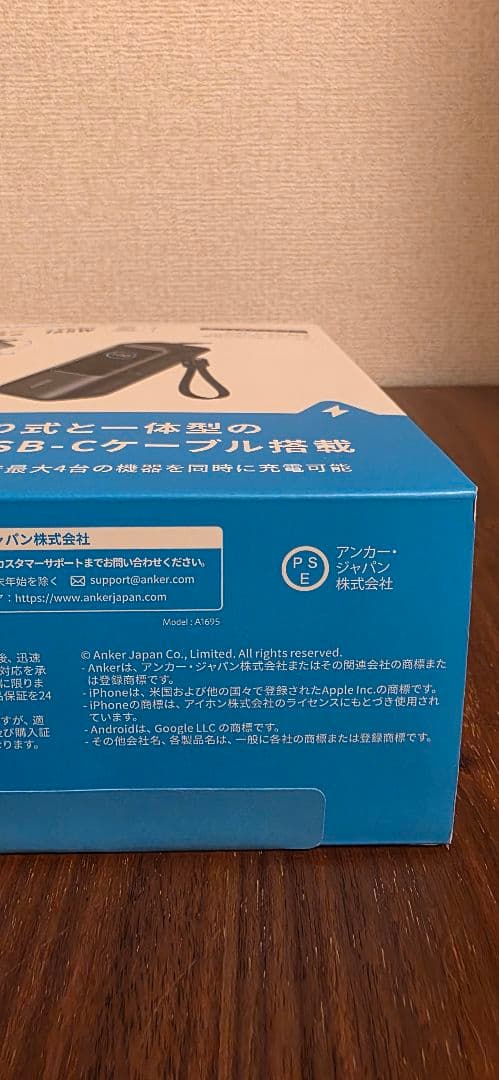 り式と一体型の
SB-Cケーブル搭載
最大4台の機器を同時に充電可能
パン株式会社
カスタマーサポートまでお問い合わせください。
末年始を除く support@anker.com
ア：https://www.ankerjapan.com
Model : A1695
PSE
アンカー・
ジャパン
株式会社
後、迅速
対応を承
に限りま
品保証を24
すが、適
及び購入証
ります。
© Anker Japan Co., Limited. All rights reserved.
- Ankerは、アンカー・ジャパン株式会社またはその関連会社の商標また
は登録商標です。
- iPhoneは、米国および他の国々で登録されたApple Inc.の商標です。
- iPhoneの商標は、アイホン株式会社のライセンスにもとづき使用され
ています。
- Androidは、Google LLC の商標です。
- その他会社名、各製品名は、一般に各社の商標または登録商標です。